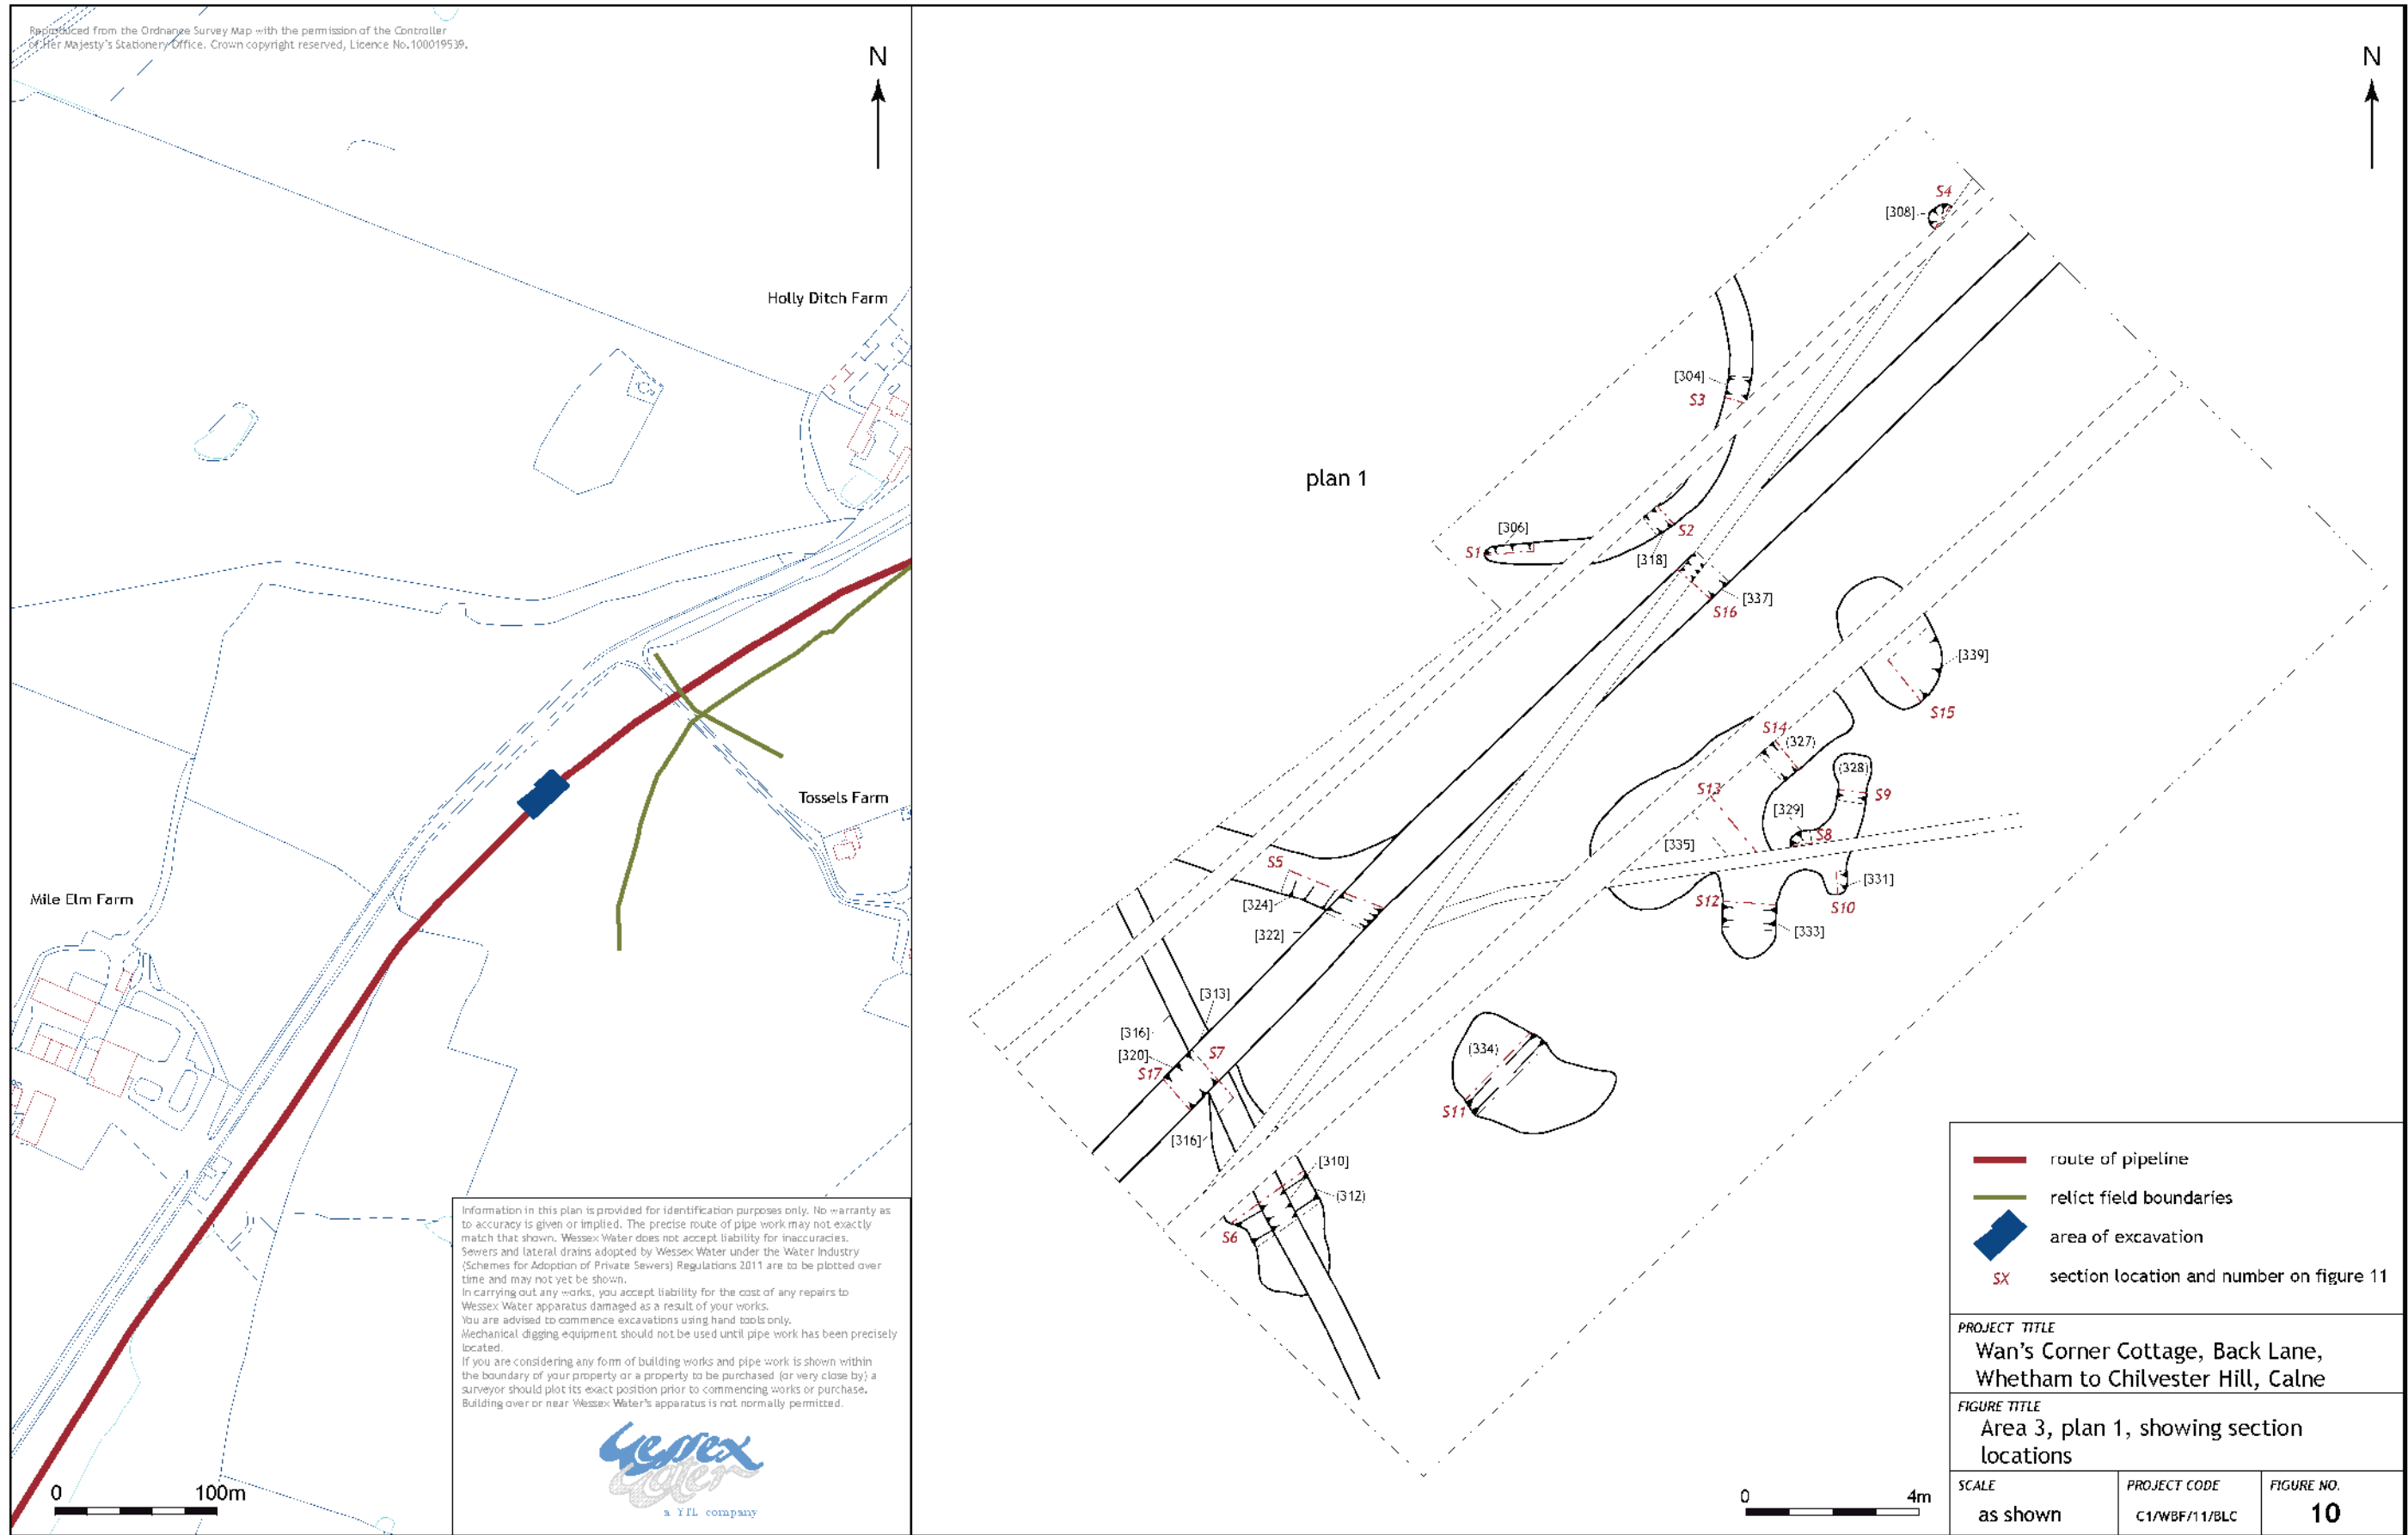 Reproduced from the Ordnance Survey Map with the permission of the Controller
of Her Majesty's Stationery Office. Crown copyright reserved, Licence No.100019539.
N
Holly Ditch Farm
Tossels Farm
Mile Elm Farm
0
100m
Information in this plan is provided for identification purposes only. No warranty as
to accuracy is given or implied. The precise route of pipe work may not exactly
match that shown. Wessex Water does not accept liability for inaccuracies.
Sewers and lateral drains adopted by Wessex Water under the Water Industry
(Schemes for Adoption of Private Sewers) Regulations 2011 are to be plotted over
time and may not yet be shown.
In carrying out any works, you accept liability for the cost of any repairs to
Wessex Water apparatus damaged as a result of your works.
You are advised to commence excavations using hand tools only.
Mechanical digging equipment should not be used until pipe work has been precisely
located.
If you are considering any form of building works and pipe work is shown within
the boundary of your property or a property to be purchased (or very close by) a
surveyor should plot its exact position prior to commencing works or purchase.
Building over or near Wessex Water's apparatus is not normally permitted.
Wessex
Water
a YTL company
N
plan 1
S4
[308]
[304]
S3
[306]
S1
S2
[318]
[337]
S16
[339]
S15
S14
(327)
S13
(328)
S9
[329]
S8
[335]
[331]
S10
S12
[333]
S5
[324]
[322]
[313]
[316]
[320]
S7
S17
[316]
(334)
S11
[310]
(312)
S6
0
4m
route of pipeline
relict field boundaries
area of excavation
SX
section location and number on figure 11
PROJECT TITLE
Wan's Corner Cottage, Back Lane,
Whetham to Chilvester Hill, Calne
FIGURE TITLE
Area 3, plan 1, showing section
locations
SCALE
as shown
PROJECT CODE
C1/WBF/11/BLC
FIGURE NO.
10